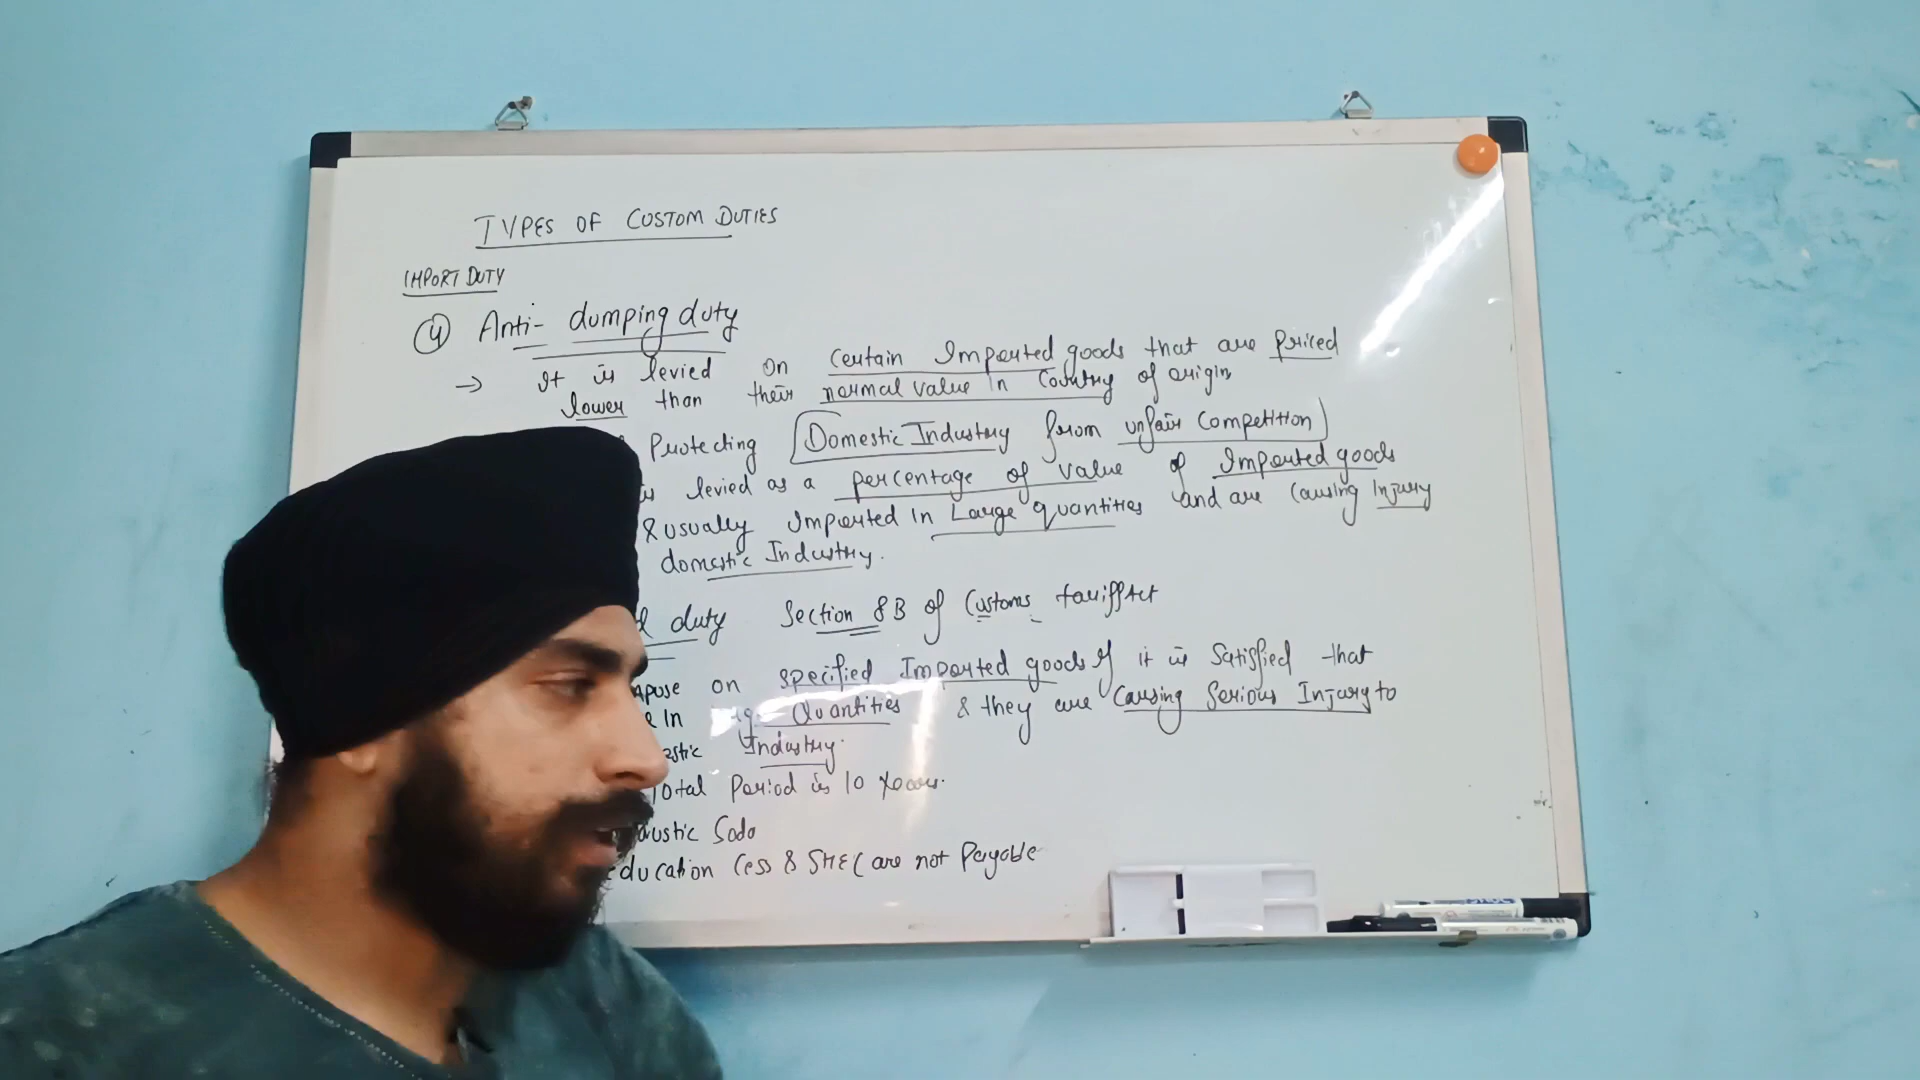 TYPES OF CUSTOM DUTIES
IMPORT DUTY
4 Anti-dumping duty
→ It is levied on Certain Imported goods that are Priced
lower than their normal value in Country of origin
Protecting Domestic Industry from unfair Competition
is levied as a percentage of value of Imported goods
& usually Imported in Large quantities and are Causing Injury
domestic Industry.
duty Section 8B of Customs tariff Act
on specified Imported goods if it is Satisfied that
In Quantities & they are Causing Serious Injury to
Industry.
Total Period is 10 Years.
Soda
Education Cess & SHEC are not Payable